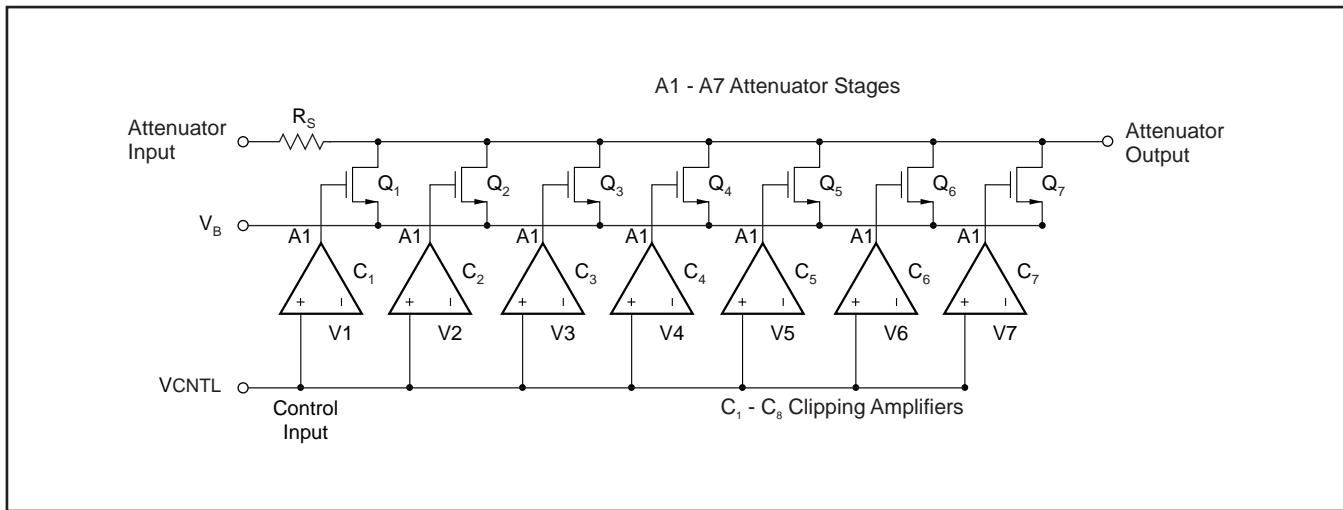 A1 - A7 Attenuator Stages
Attenuator
Input
R_S
Attenuator
Output
Q₁ Q₂ Q₃ Q₄ Q₅ Q₆ Q₇
V_B
A1 A1 A1 A1 A1 A1 A1
C₁ C₂ C₃ C₄ C₅ C₆ C₇
+ – + – + – + – + – + – + –
V1 V2 V3 V4 V5 V6 V7
VCNTL
Control
Input
C₁ - C₈ Clipping Amplifiers